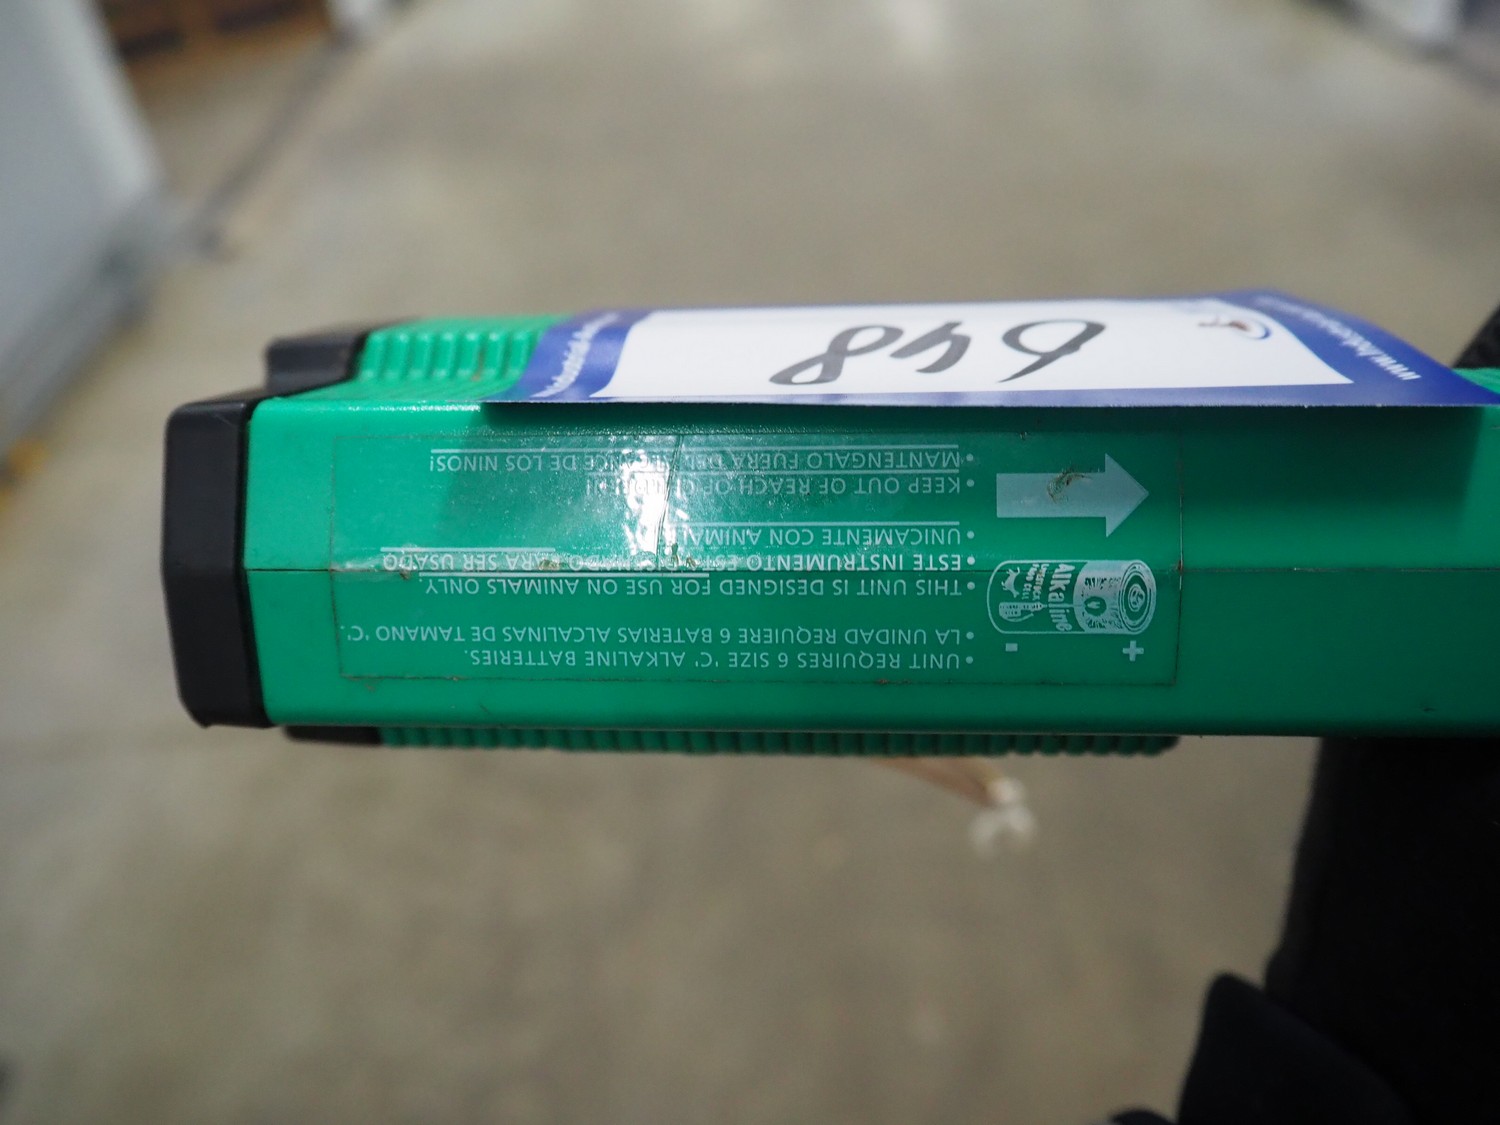 • UNIT REQUIRES 6 SIZE 'C' ALKALINE BATTERIES.
• LA UNIDAD REQUIERE 6 BATERIAS ALCALINAS DE TAMANO 'C'.
• THIS UNIT IS DESIGNED FOR USE ON ANIMALS ONLY.
• ESTE INSTRUMENTO PARA SER USADO
UNICAMENTE CON
• KEEP OUT OF REACH OF
• MANTENGALO FUERA DE LOS NINOS!
+
-
Alkaline
648